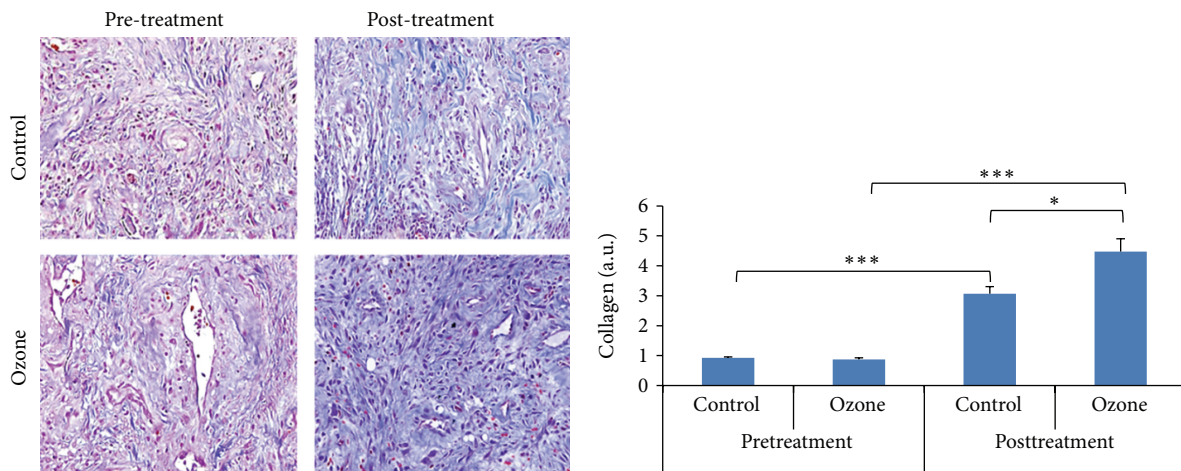 Pre-treatment Post-treatment
Control
Ozone
Collagen (a.u.)
6
5
4
3
2
1
0
***
*
***
Control Ozone Control Ozone
Pretreatment Posttreatment